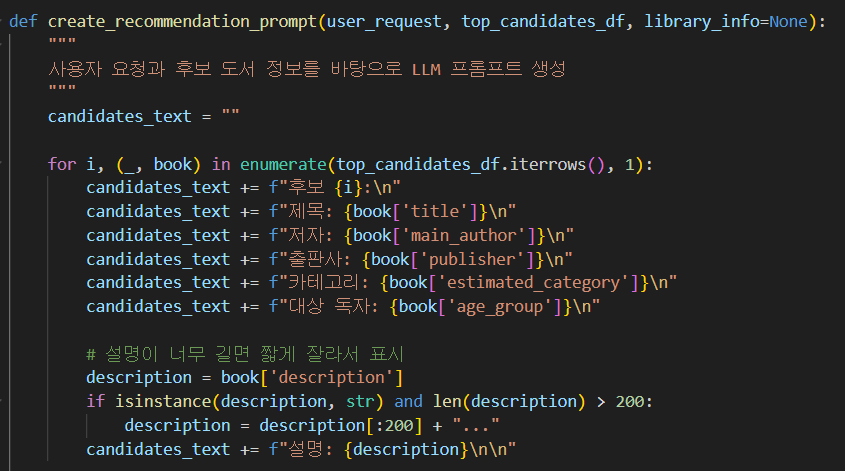 def create_recommendation_prompt(user_request, top_candidates_df, library_info=None):
    """
    사용자 요청과 후보 도서 정보를 바탕으로 LLM 프롬프트 생성
    """
    candidates_text = ""
    for i, (_, book) in enumerate(top_candidates_df.iterrows(), 1):
        candidates_text += f"후보 {i}:\n"
        candidates_text += f"제목: {book['title']}\n"
        candidates_text += f"저자: {book['main_author']}\n"
        candidates_text += f"출판사: {book['publisher']}\n"
        candidates_text += f"카테고리: {book['estimated_category']}\n"
        candidates_text += f"대상 독자: {book['age_group']}\n"
        # 설명이 너무 길면 짧게 잘라서 표시
        description = book['description']
        if isinstance(description, str) and len(description) > 200:
            description = description[:200] + "..."
        candidates_text += f"설명: {description}\n\n"